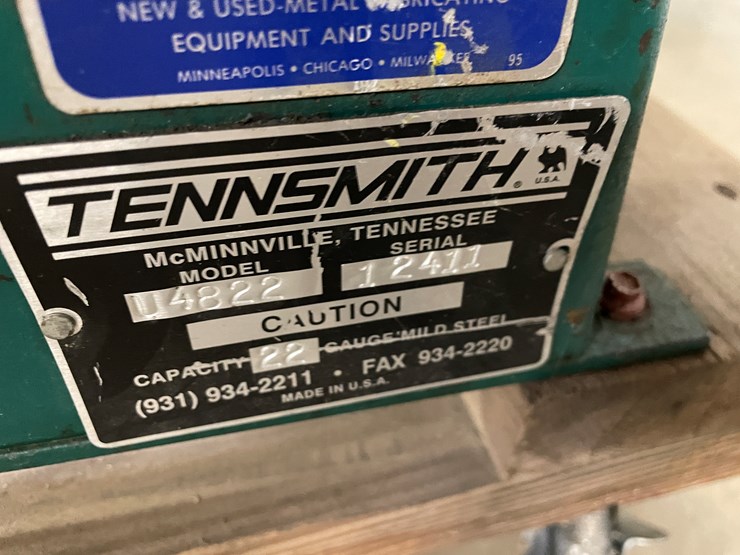 NEW & USED-METAL
EQUIPMENT AND SUPPLIES
MINNEAPOLIS • CHICAGO • MILWAUKEE 95
TENNSMITH®
U.S.A.
McMINNVILLE, TENNESSEE
MODEL SERIAL
U4822 12411
CAUTION
CAPACITY 22 GAUGE MILD STEEL
(931) 934-2211 • FAX 934-2220
MADE IN U.S.A.